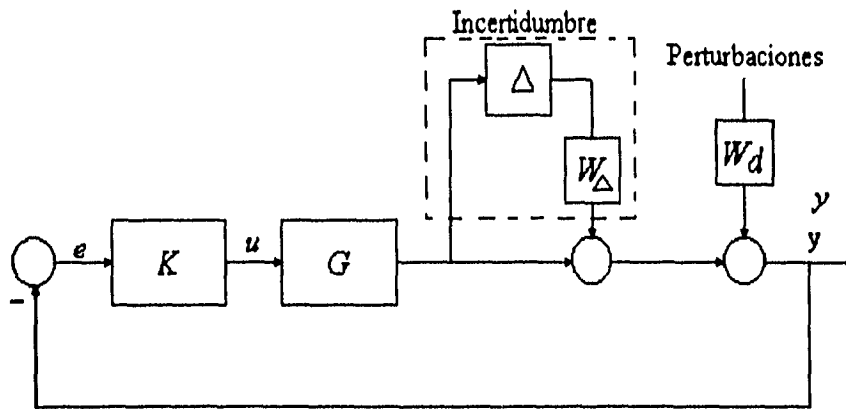 Incertidumbre
Perturbaciones
Δ
W_Δ
W_d
y
y
e
K
u
G
-